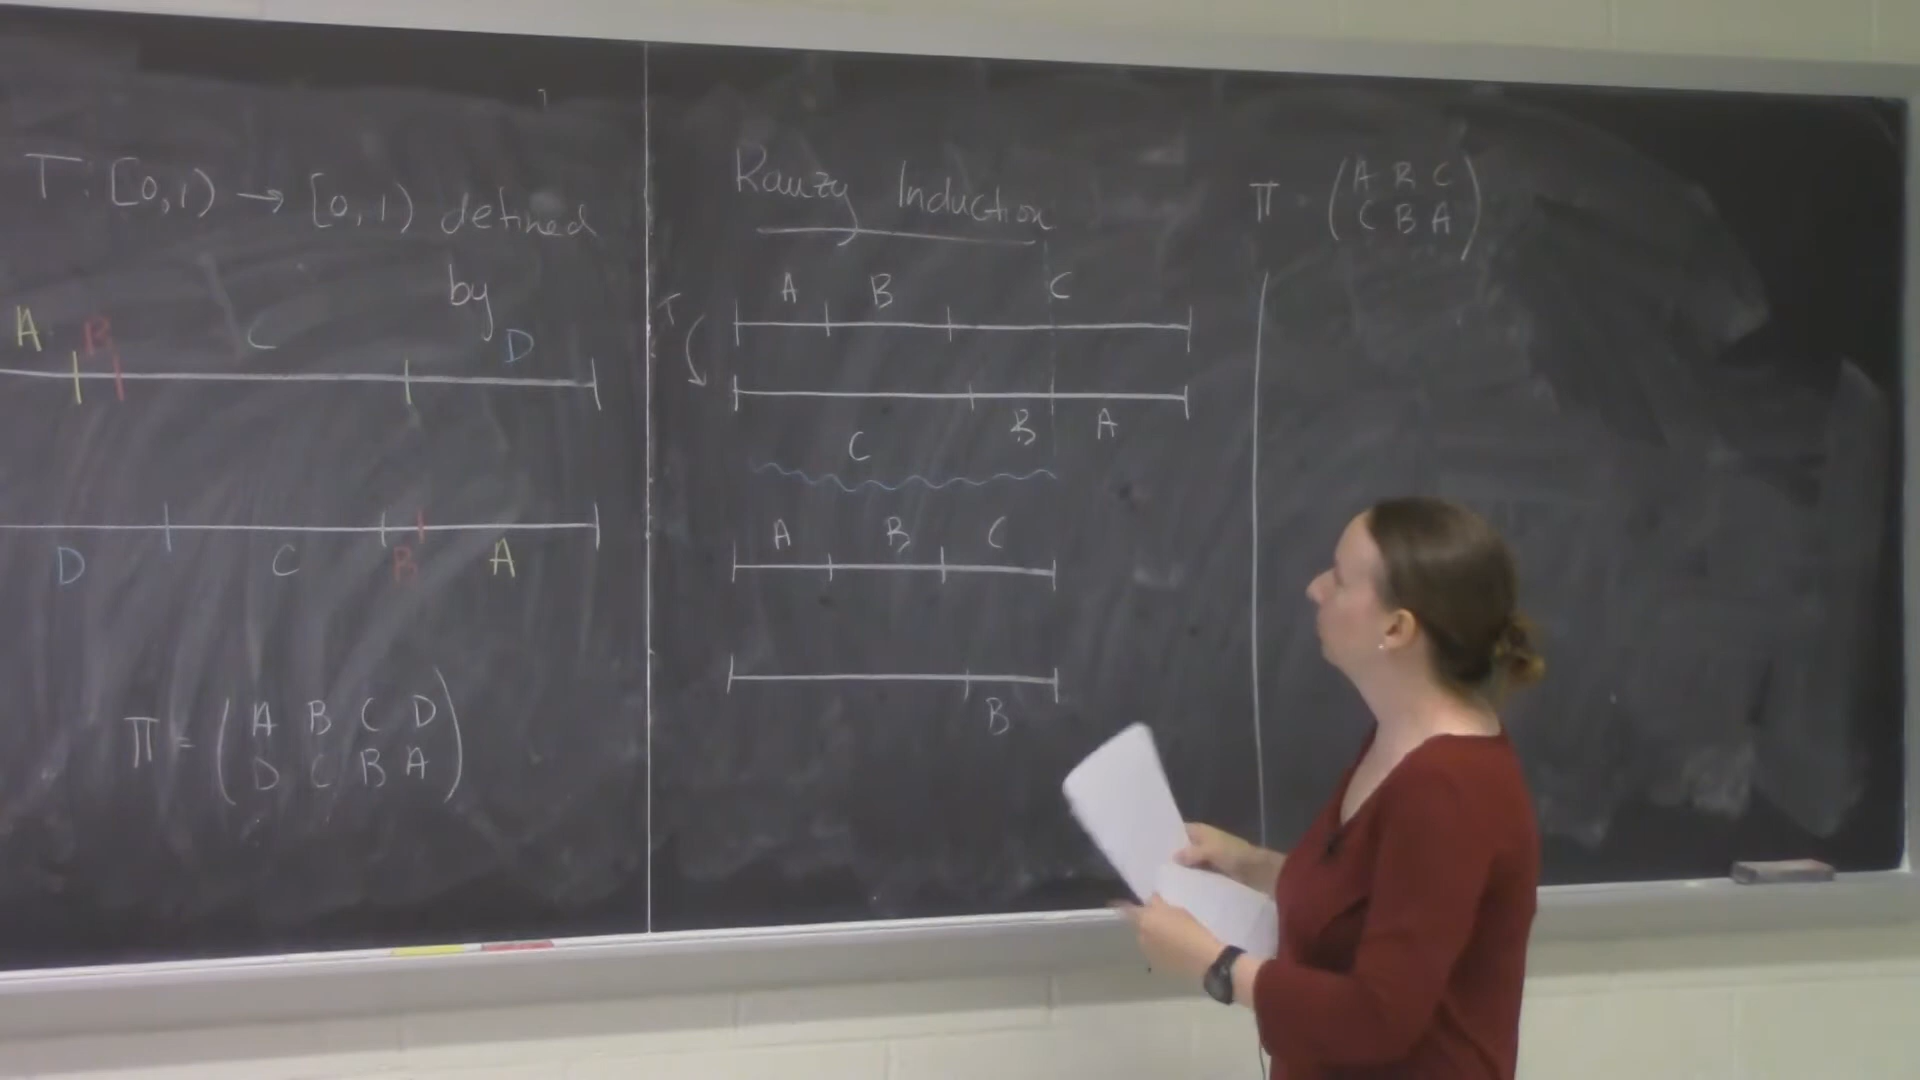 T : [0,1) → [0,1) defined
by
A B C D
D C B A
π = ( A B C D
D C B A )
Rauzy Induction
A B C
T
C B A
A B C
B
π = ( A B C
C B A )